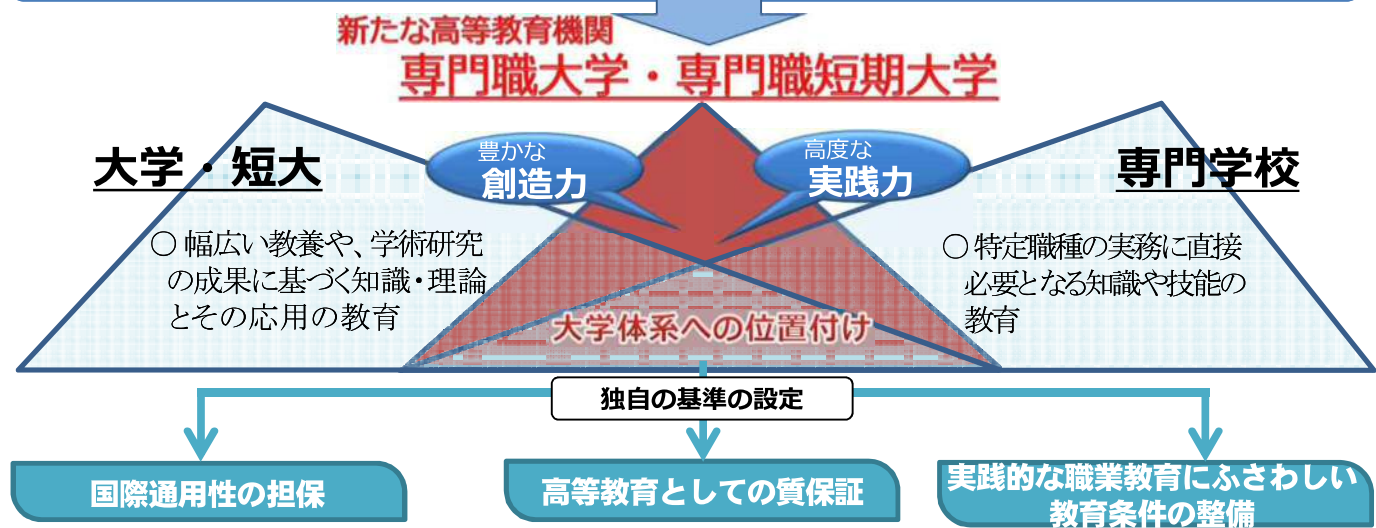 新たな高等教育機関
専門職大学・専門職短期大学
大学・短大
豊かな
創造力
高度な
実践力
専門学校
○ 幅広い教養や、学術研究
の成果に基づく知識・理論
とその応用の教育
○ 特定職種の実務に直接
必要となる知識や技能の
教育
大学体系への位置付け
独自の基準の設定
国際通用性の担保
高等教育としての質保証
実践的な職業教育にふさわしい
教育条件の整備